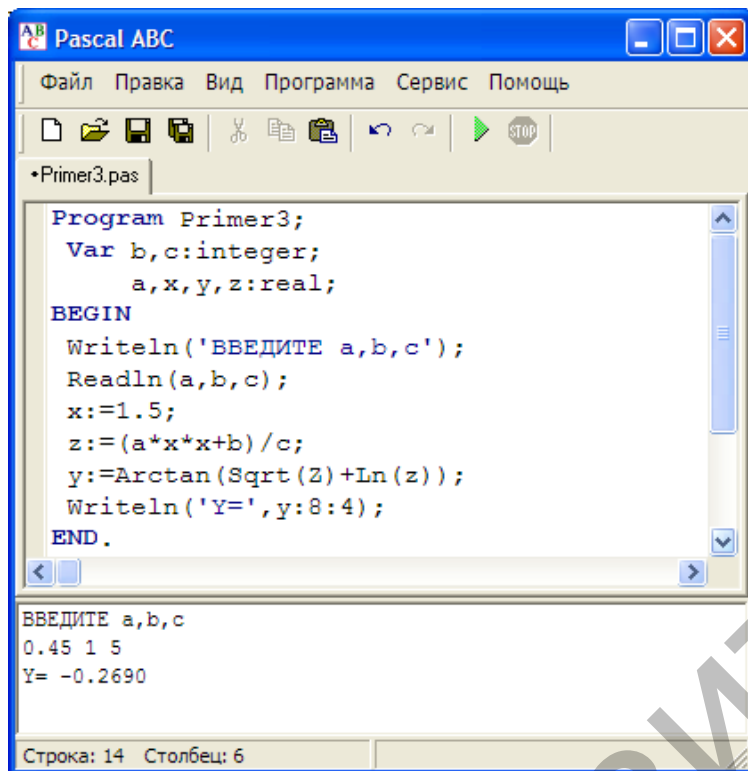 Pascal ABC
Файл Правка Вид Программа Сервис Помощь
STOP
•Primer3.pas
Program Primer3;
Var b,c:integer;
a,x,y,z:real;
BEGIN
Writeln('ВВЕДИТЕ a,b,c');
Readln(a,b,c);
x:=1.5;
z:=(a*x*x+b)/c;
y:=Arctan(Sqrt(Z)+Ln(z));
Writeln('Y=',y:8:4);
END.
ВВЕДИТЕ a,b,c
0.45 1 5
Y= -0.2690
Строка: 14 Столбец: 6